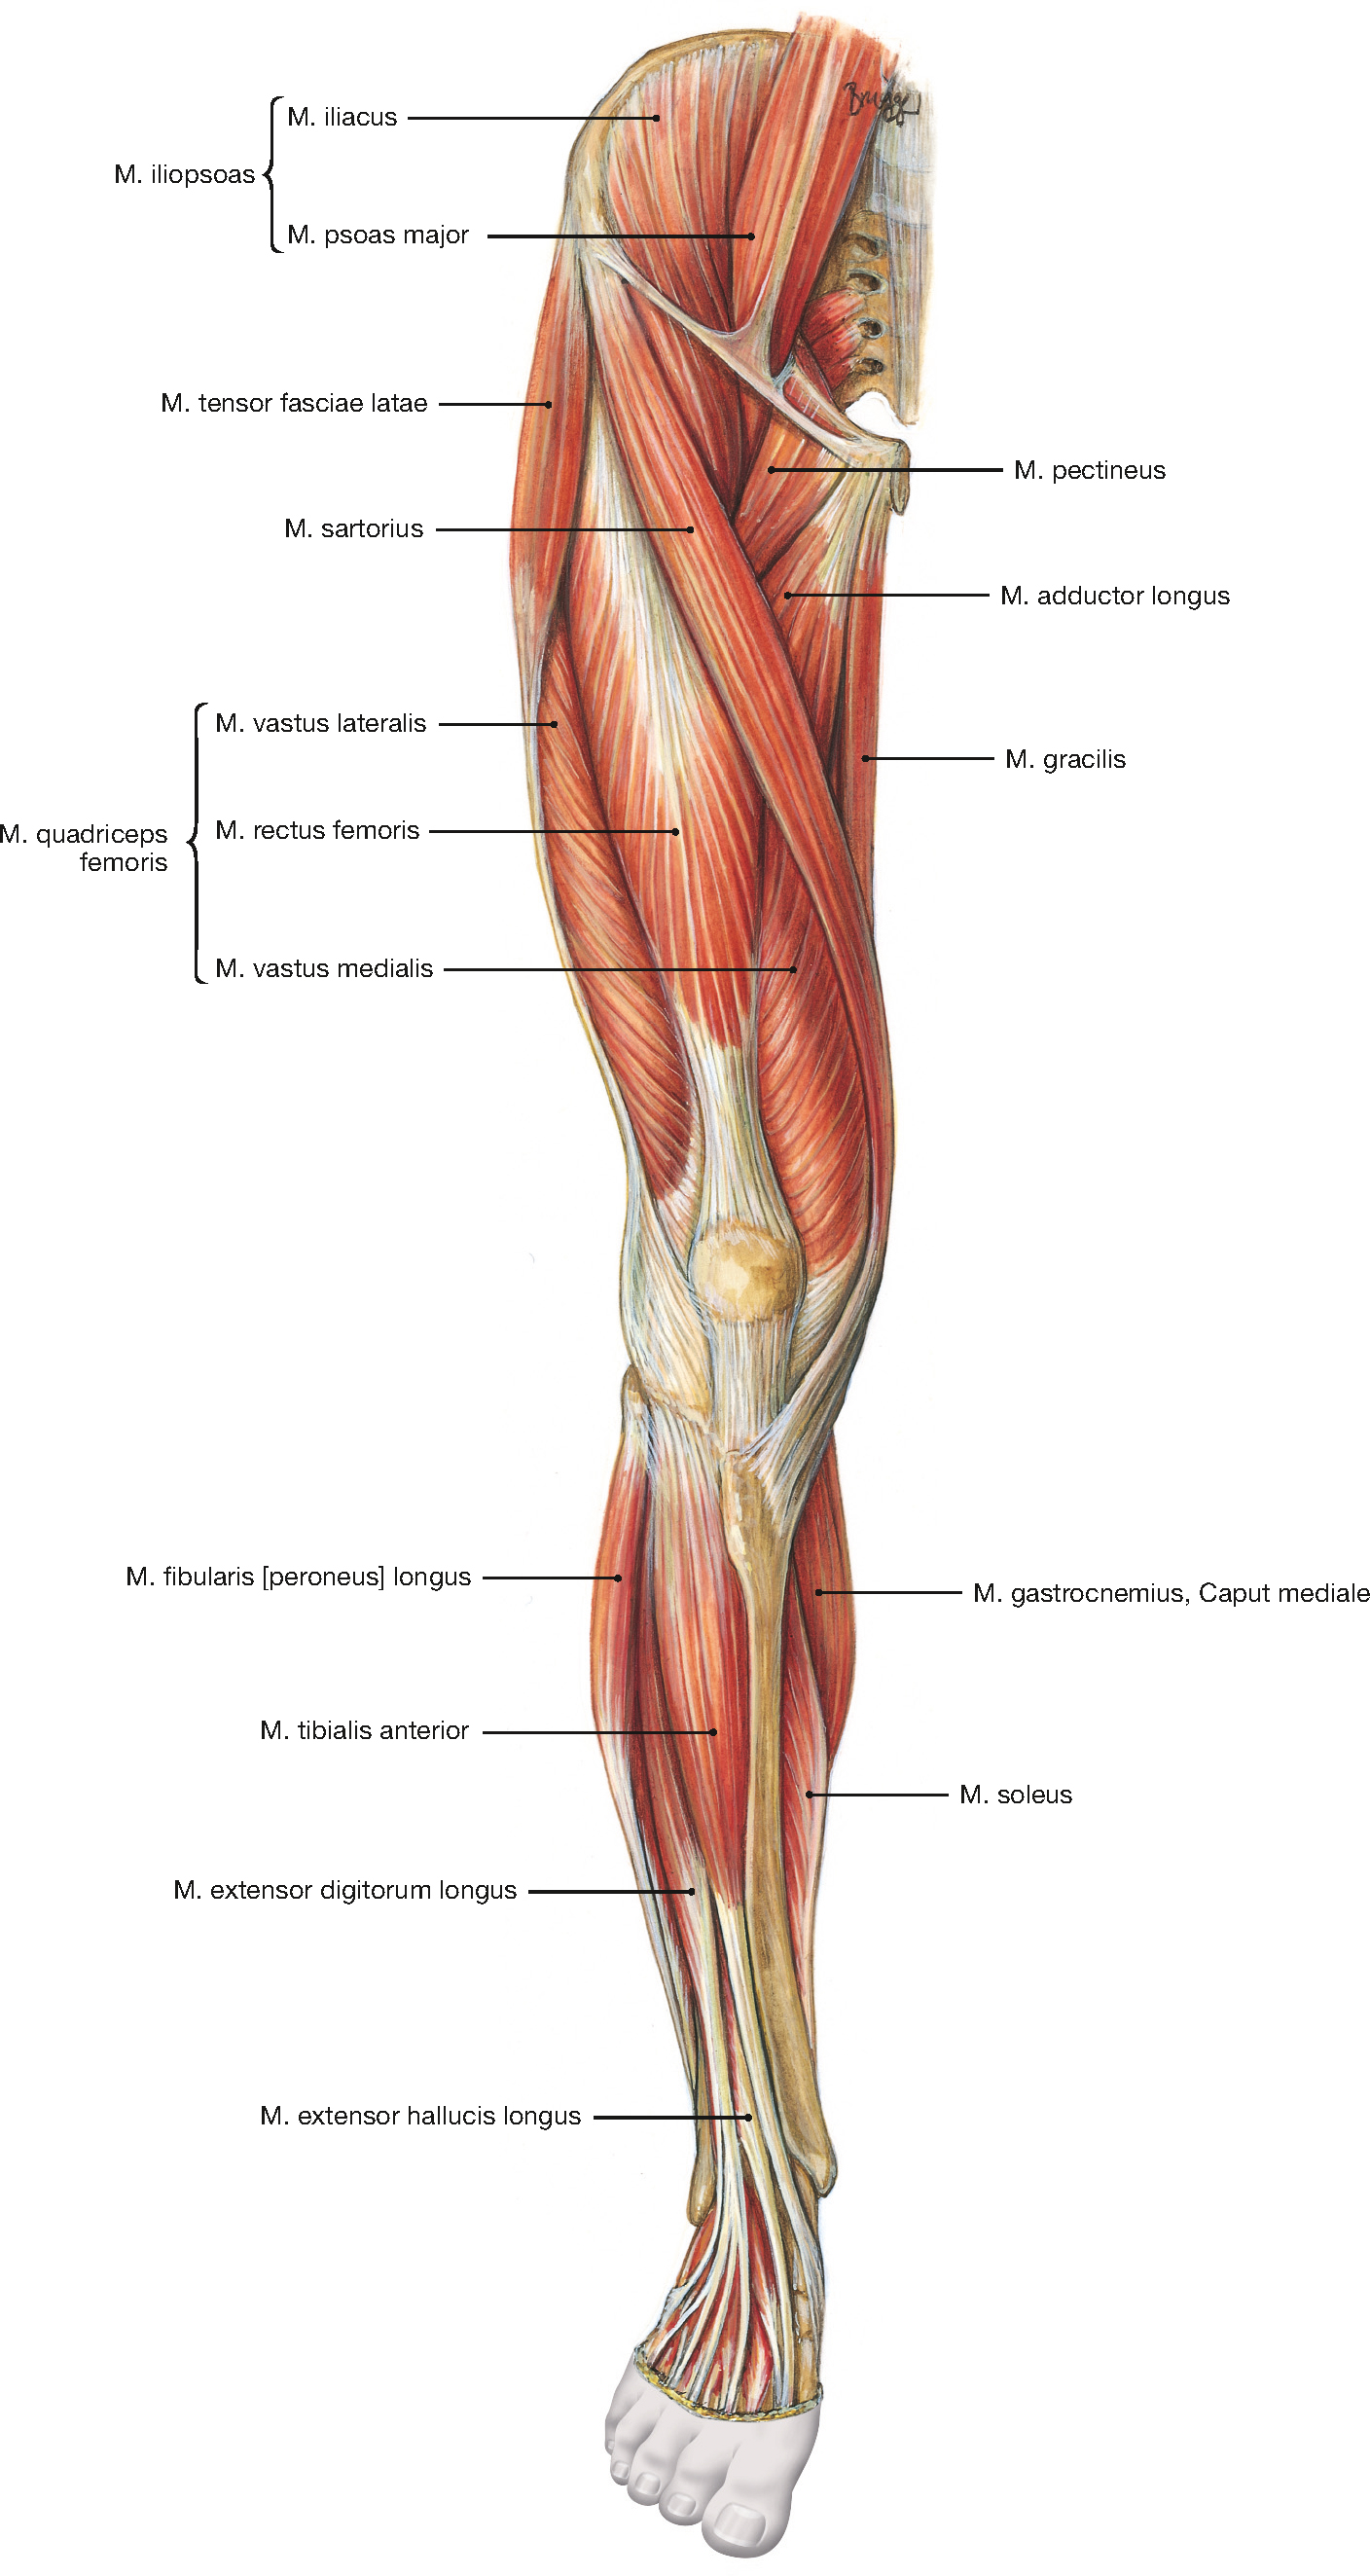 M. iliacus
M. iliopsoas
M. psoas major
M. tensor fasciae latae
M. pectineus
M. sartorius
M. adductor longus
M. vastus lateralis
M. gracilis
M. rectus femoris
M. quadriceps
femoris
M. vastus medialis
M. fibularis [peroneus] longus
M. gastrocnemius, Caput mediale
M. tibialis anterior
M. soleus
M. extensor digitorum longus
M. extensor hallucis longus